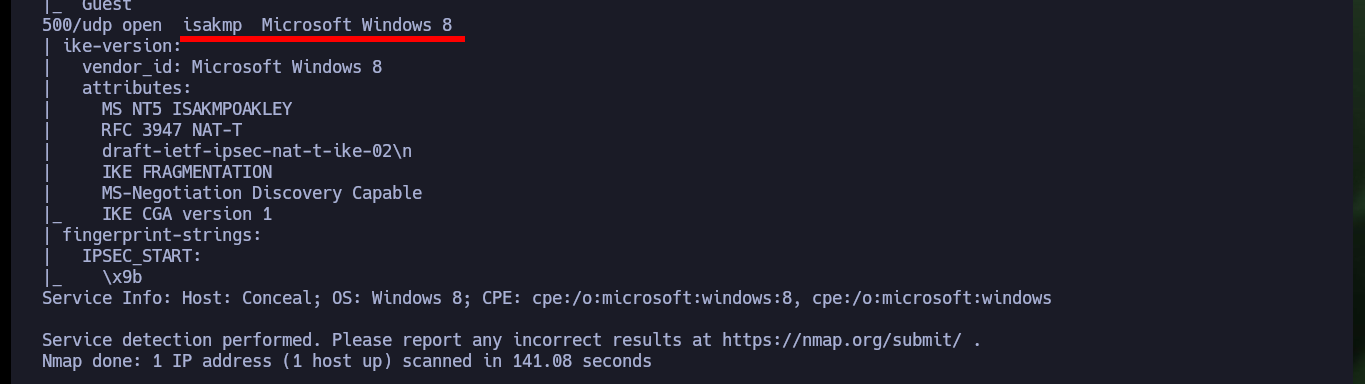 |_  Guest
500/udp open  isakmp  Microsoft Windows 8
| ike-version:
|   vendor_id: Microsoft Windows 8
|   attributes:
|     MS NT5 ISAKMPOAKLEY
|     RFC 3947 NAT-T
|     draft-ietf-ipsec-nat-t-ike-02\n
|     IKE FRAGMENTATION
|     MS-Negotiation Discovery Capable
|_    IKE CGA version 1
| fingerprint-strings:
|   IPSEC_START:
|_    \x9b
Service Info: Host: Conceal; OS: Windows 8; CPE: cpe:/o:microsoft:windows:8, cpe:/o:microsoft:windows
Service detection performed. Please report any incorrect results at https://nmap.org/submit/ .
Nmap done: 1 IP address (1 host up) scanned in 141.08 seconds